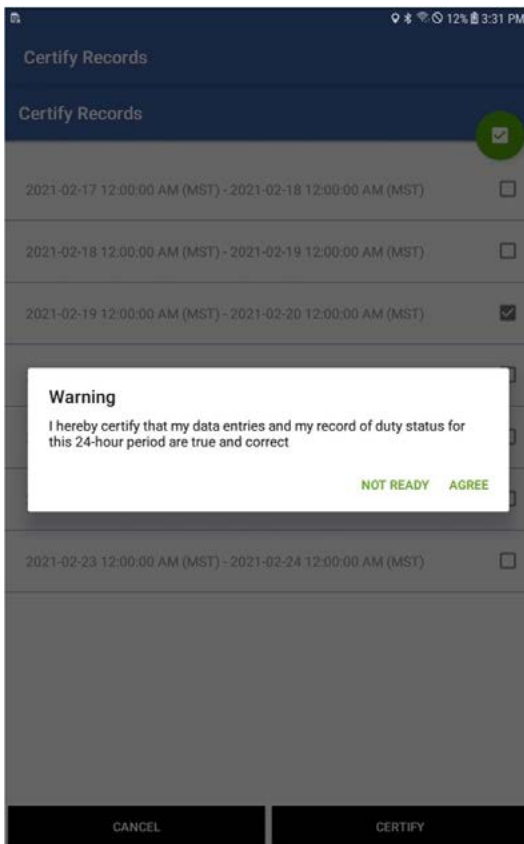 12% 3:31 PM
Certify Records
Certify Records
2021-02-17 12:00:00 AM (MST) - 2021-02-18 12:00:00 AM (MST)
2021-02-18 12:00:00 AM (MST) - 2021-02-19 12:00:00 AM (MST)
2021-02-19 12:00:00 AM (MST) - 2021-02-20 12:00:00 AM (MST)
Warning
I hereby certify that my data entries and my record of duty status for
this 24-hour period are true and correct
NOT READY AGREE
2021-02-23 12:00:00 AM (MST) - 2021-02-24 12:00:00 AM (MST)
CANCEL CERTIFY